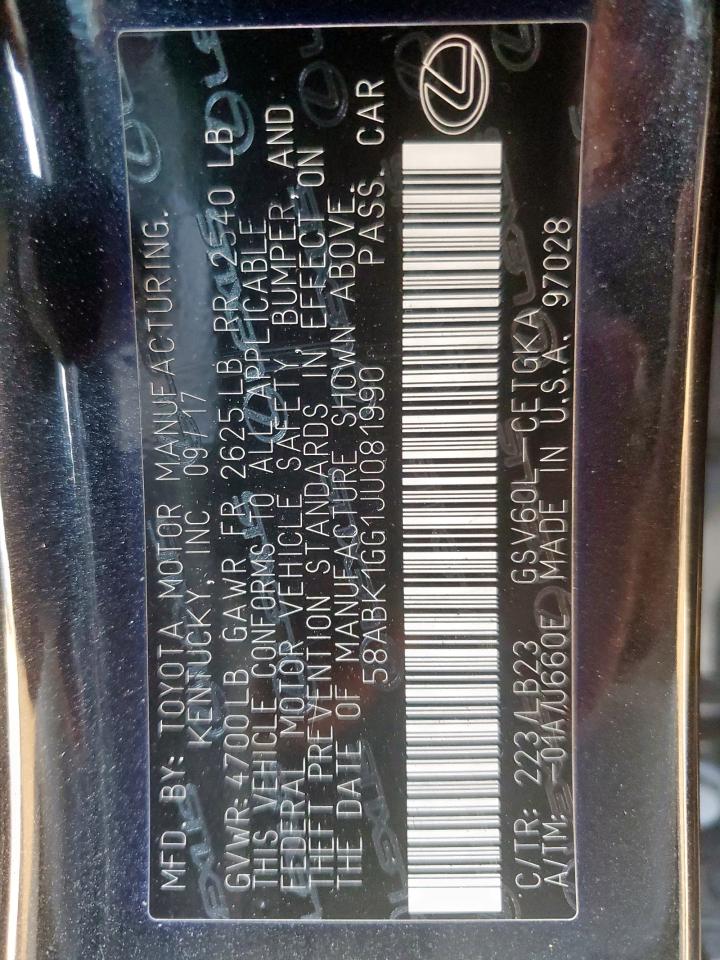 MFD BY: TOYOTA MOTOR MANUFACTURING.
KENTUCKY, INC 09/17
GVWR: 4700LB GAWR FR 2625 LB RR 2540 LB
THIS VEHICLE CONFORMS TO ALL APPLICABLE
FEDERAL MOTOR VEHICLE SAFETY, BUMPER, AND
THEFT PREVENTION STANDARDS IN EFFECT ON
THE DATE OF MANUFACTURE SHOWN ABOVE.
58ABK1GG1JU081990 PASS. CAR
C/TR: 223/LB23 GSV60L-CETGKA
A/TM: -01A/U660E MADE IN U.S.A. 97028